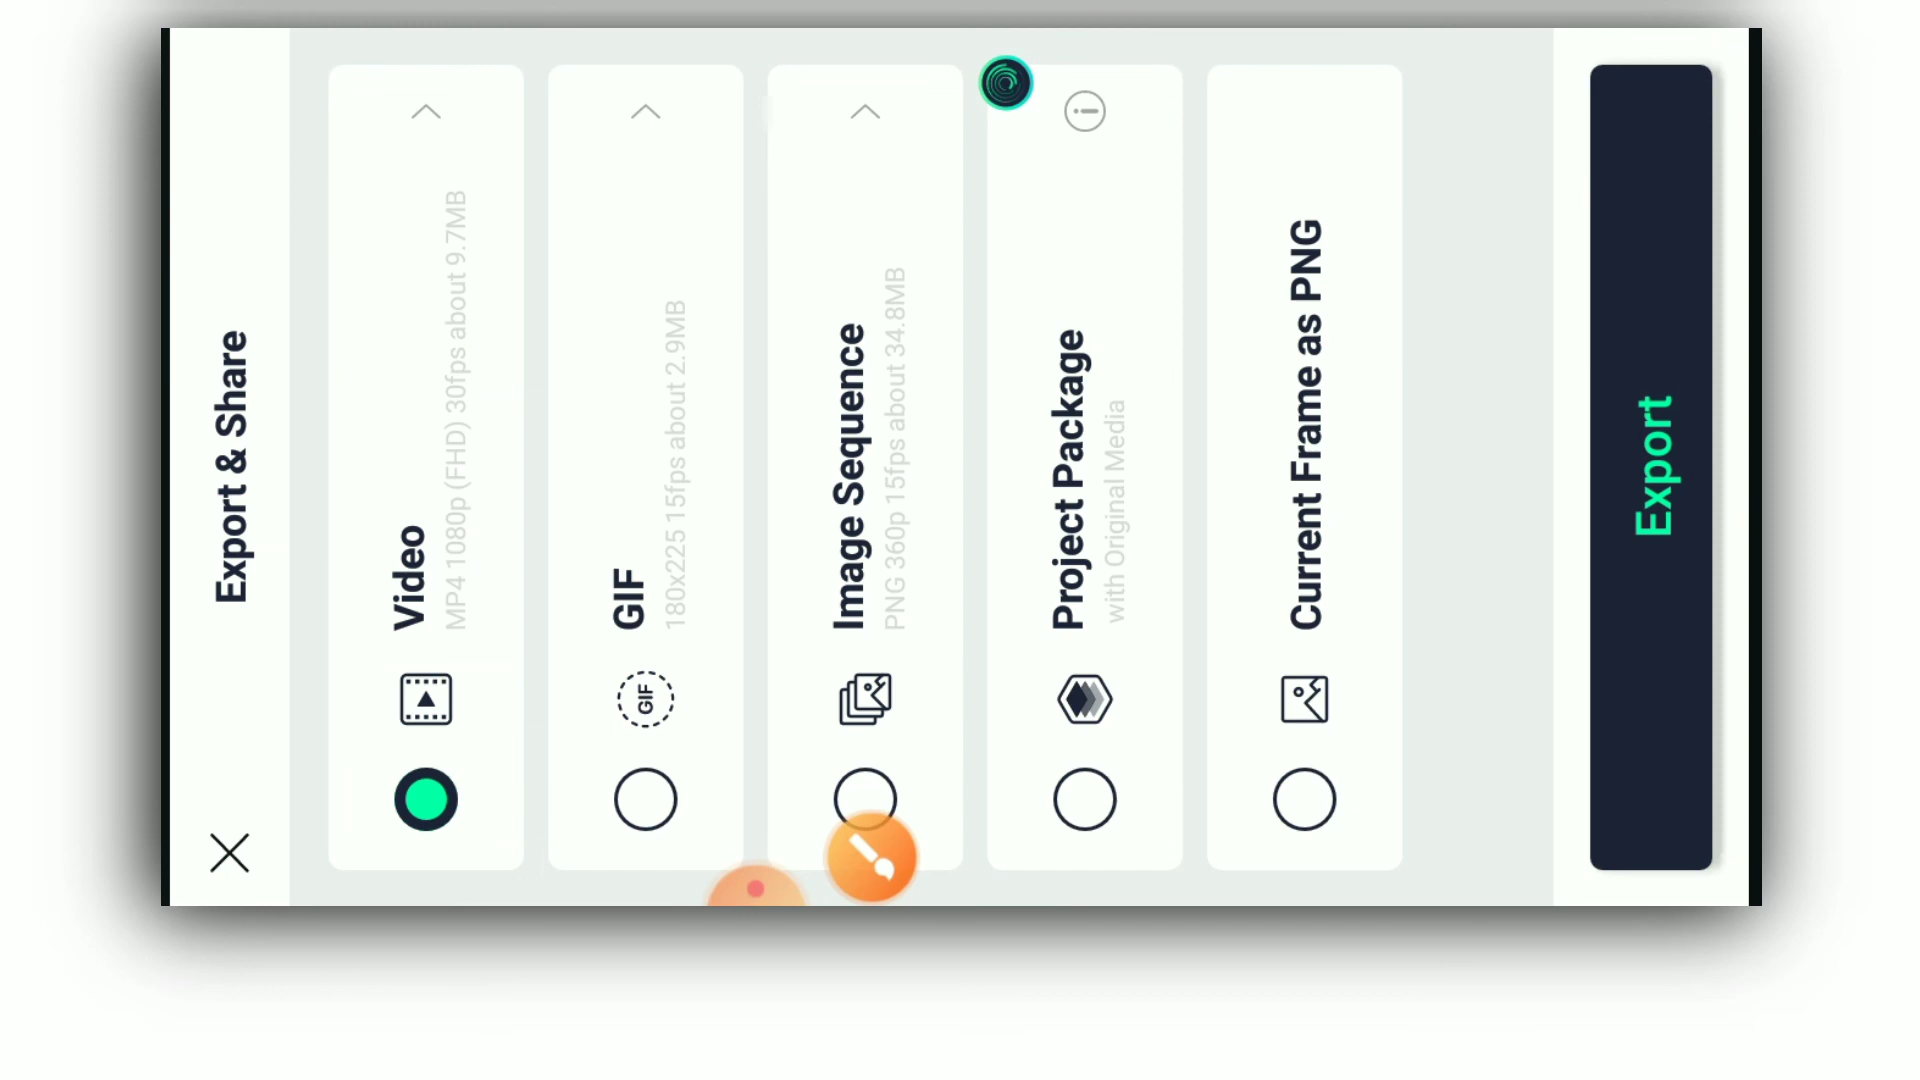 Export & Share
Video
MP4 1080p (FHD) 30fps about 9.7MB
GIF
GIF
180x225 15fps about 2.9MB
Image Sequence
PNG 360p 15fps about 34.8MB
Project Package
with Original Media
Current Frame as PNG
Export